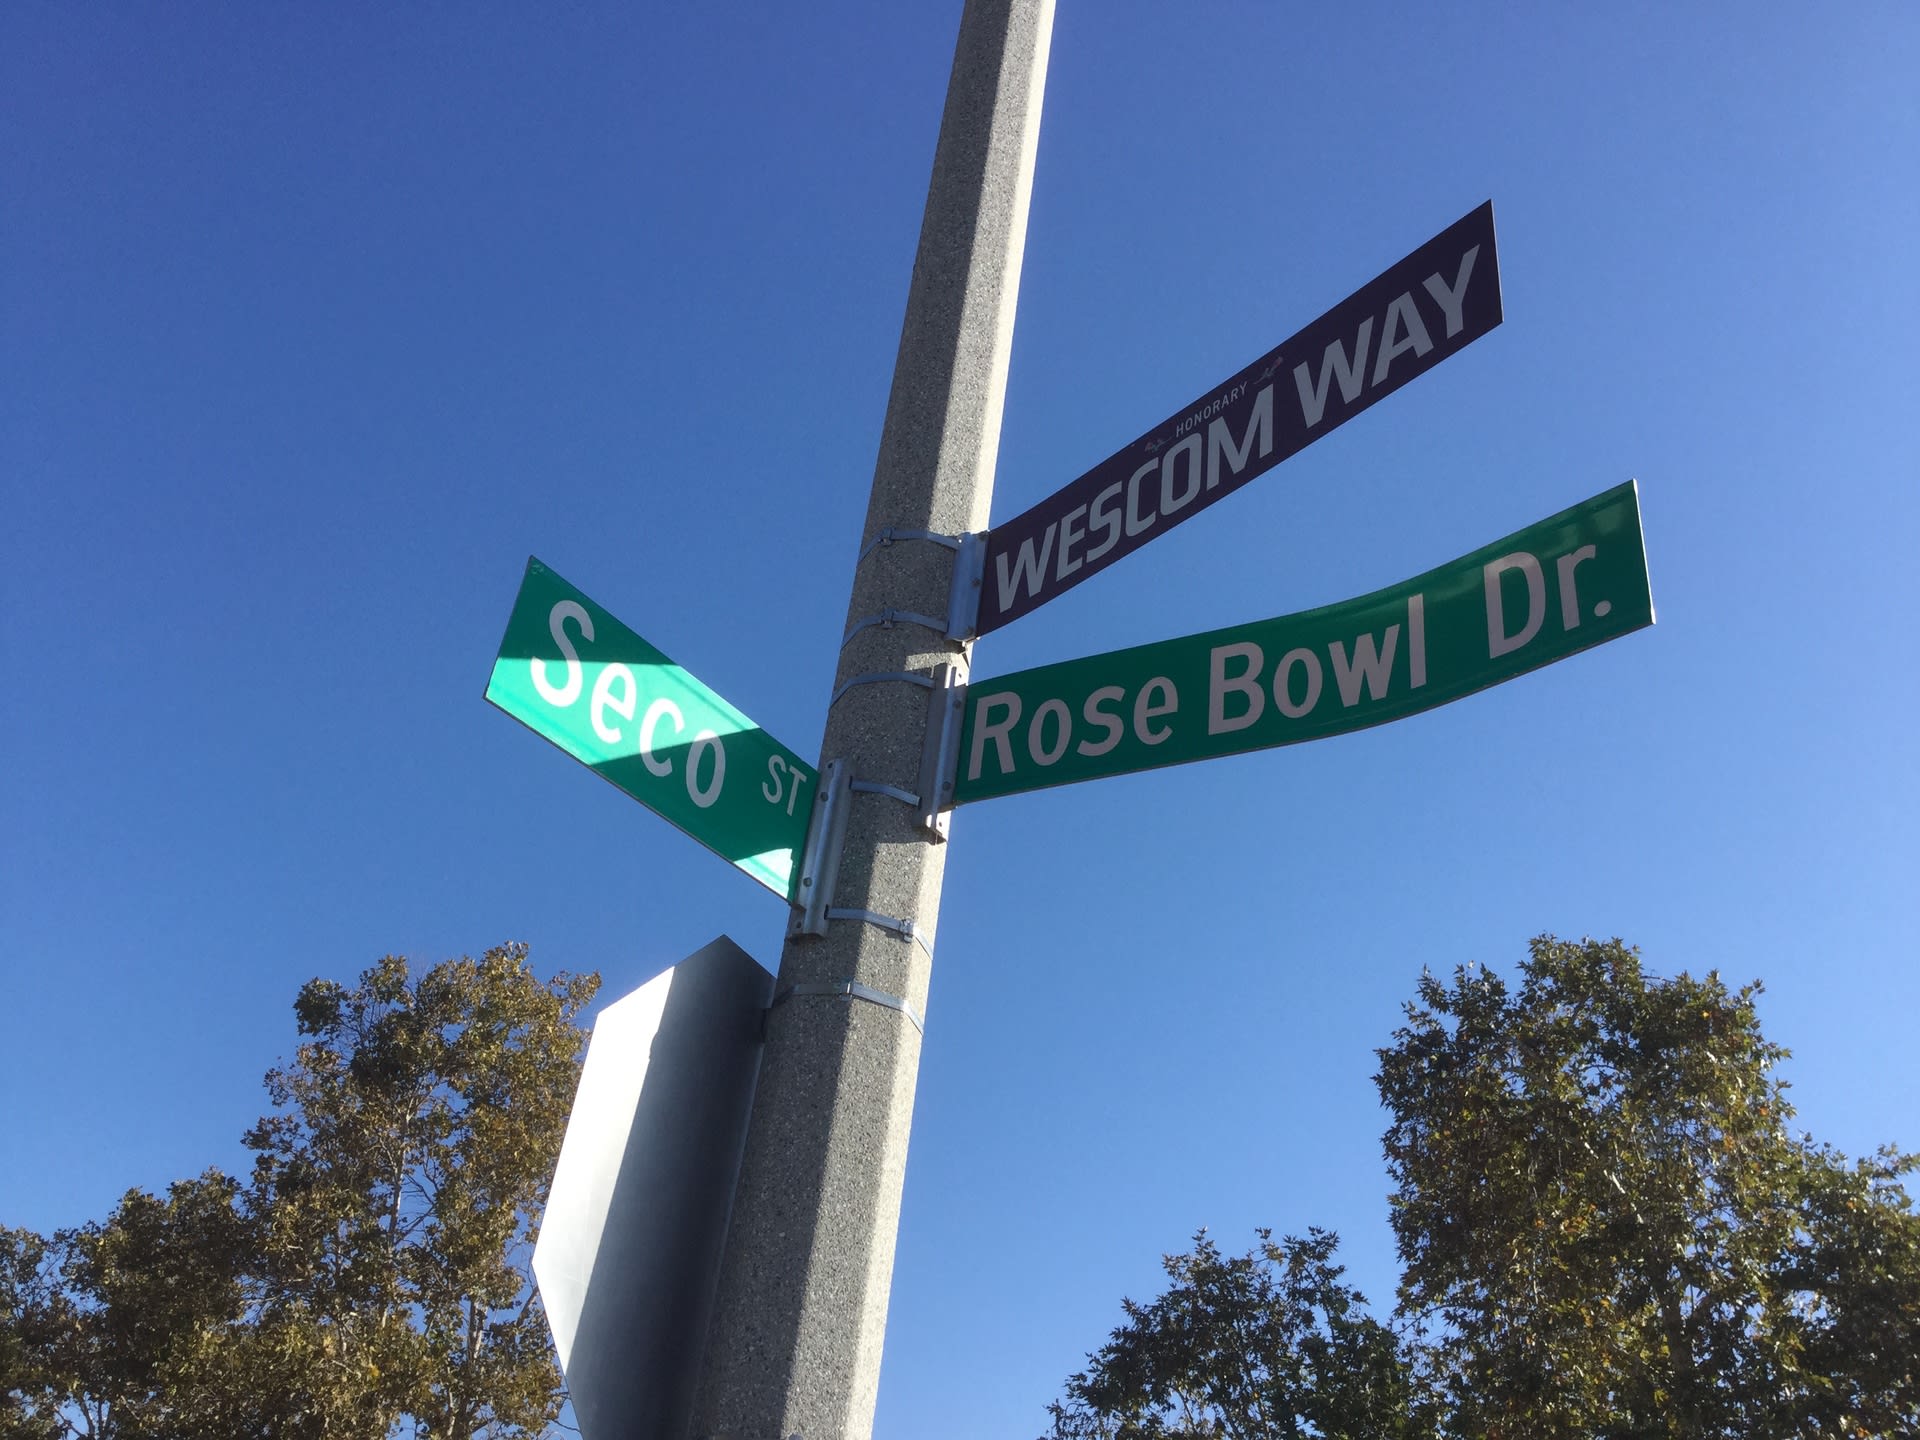 HONORARY
WESCOM WAY
Rose Bowl Dr.
Seco ST